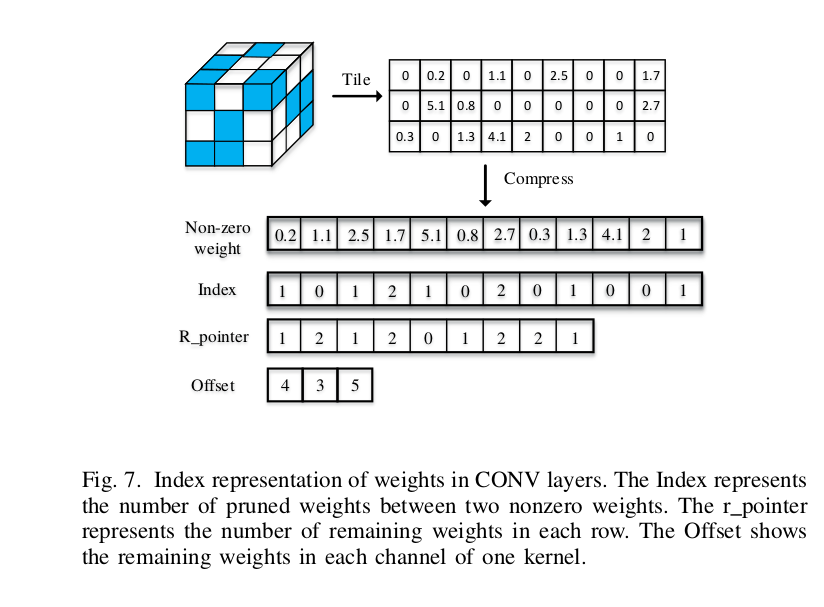 Tile
0 0.2 0 1.1 0 2.5 0 0 1.7
0 5.1 0.8 0 0 0 0 0 2.7
0.3 0 1.3 4.1 2 0 0 1 0
Compress
Non-zero
weight
0.2 1.1 2.5 1.7 5.1 0.8 2.7 0.3 1.3 4.1 2 1
Index
1 0 1 2 1 0 2 0 1 0 0 1
R_pointer
1 2 1 2 0 1 2 2 1
Offset
4 3 5
Fig. 7. Index representation of weights in CONV layers. The Index represents
the number of pruned weights between two nonzero weights. The r_pointer
represents the number of remaining weights in each row. The Offset shows
the remaining weights in each channel of one kernel.